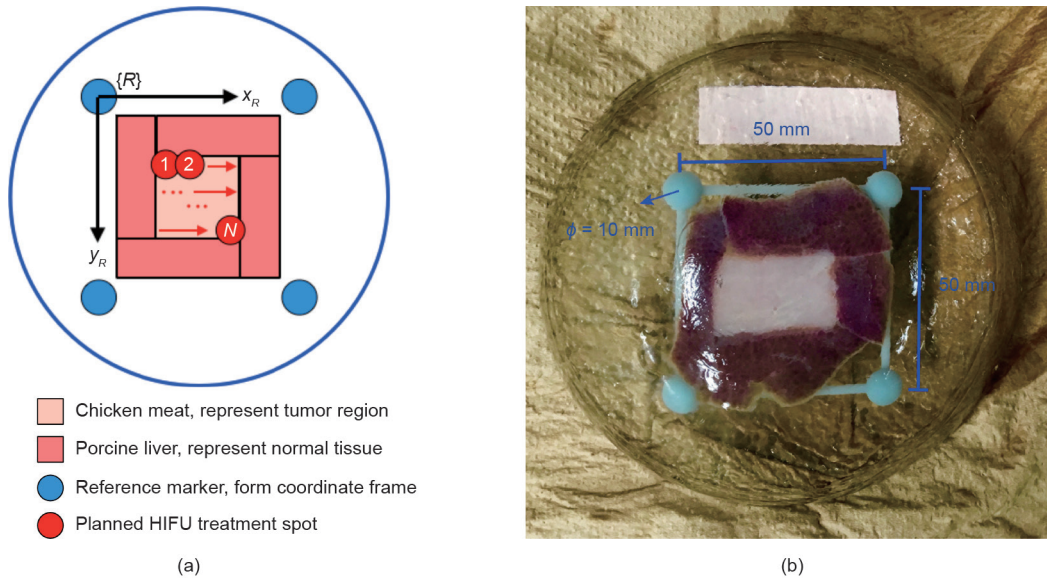 {R}
x_R
1 2
N
y_R
Chicken meat, represent tumor region
Porcine liver, represent normal tissue
Reference marker, form coordinate frame
Planned HIFU treatment spot
(a)
50 mm
ϕ = 10 mm
50 mm
(b)